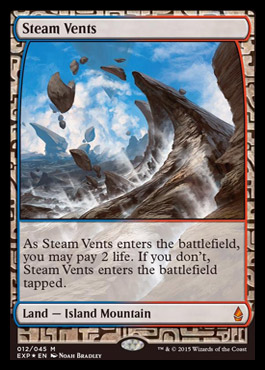 Steam Vents
As Steam Vents enters the battlefield,
you may pay 2 life. If you don't,
Steam Vents enters the battlefield
tapped.
Land — Island Mountain
012/045 M
EXP • EN Noah Bradley
™ & © 2015 Wizards of the Coast